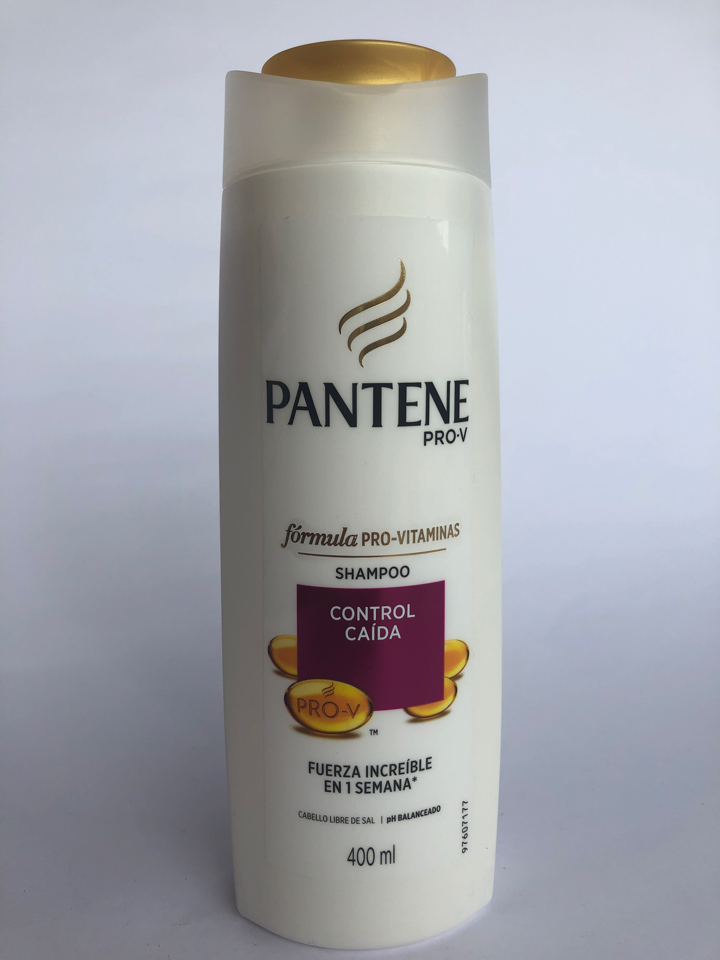 PANTENE
PRO-V
fórmula PRO-VITAMINAS
SHAMPOO
CONTROL
CAÍDA
PRO-V
TM
FUERZA INCREÍBLE
EN 1 SEMANA*
CABELLO LIBRE DE SAL | pH BALANCEADO
400 ml
97607177